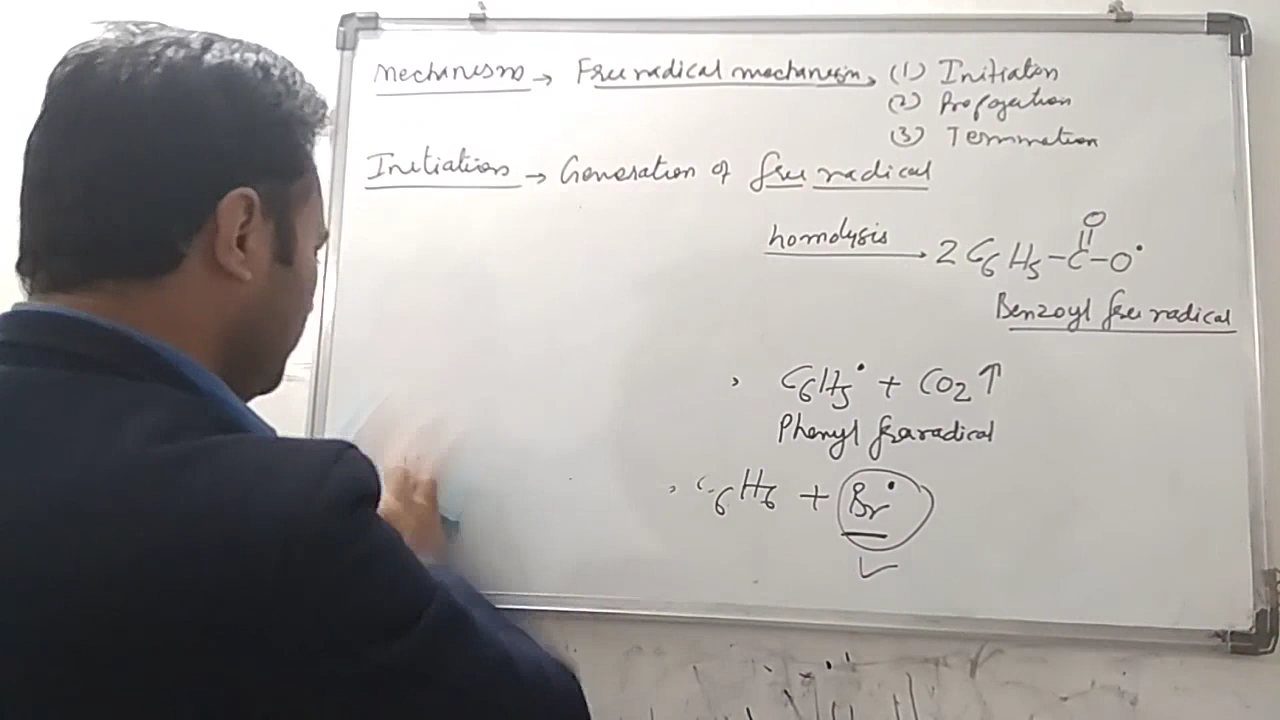 Mechanism → Free radical mechanism → (1) Initiation
(2) Propagation
(3) Termination
Initiation → Generation of free radical
homolysis → 2 C6H5-C-O•
O
Benzoyl free radical
C6H5• + CO2 ↑
Phenyl free radical
C6H6 + Br•